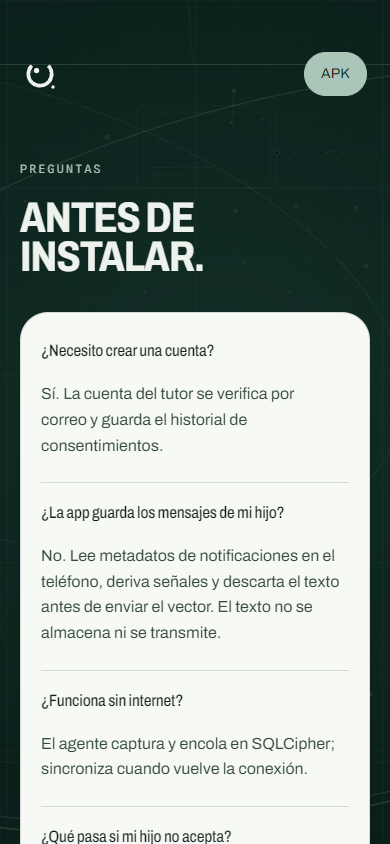 APK
PREGUNTAS
ANTES DE
INSTALAR.
¿Necesito crear una cuenta?
Sí. La cuenta del tutor se verifica por
correo y guarda el historial de
consentimientos.
¿La app guarda los mensajes de mi hijo?
No. Lee metadatos de notificaciones en el
teléfono, deriva señales y descarta el texto
antes de enviar el vector. El texto no se
almacena ni se transmite.
¿Funciona sin internet?
El agente captura y encola en SQLCipher;
sincroniza cuando vuelve la conexión.
¿Qué pasa si mi hijo no acepta?